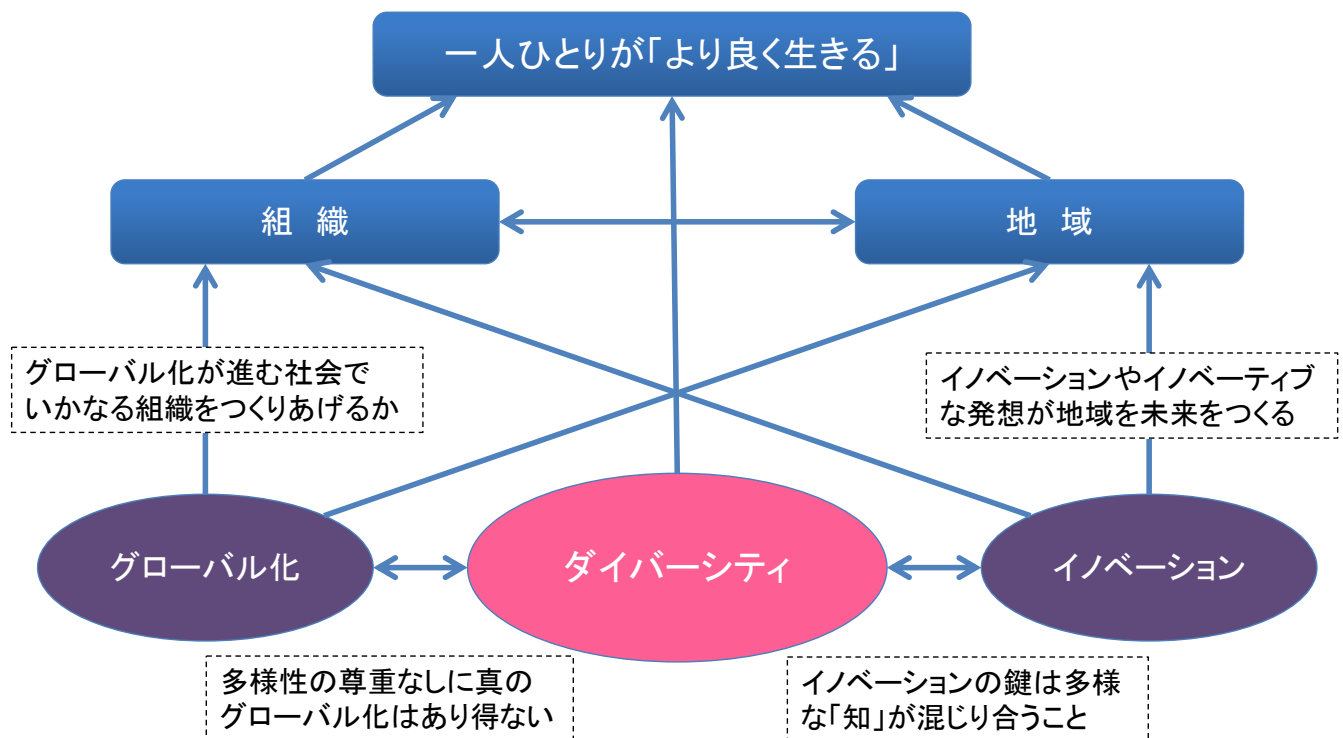 一人ひとりが「より良く生きる」
組 織
地 域
グローバル化が進む社会で
いかなる組織をつくりあげるか
イノベーションやイノベーティブ
な発想が地域を未来をつくる
グローバル化
ダイバーシティ
イノベーション
多様性の尊重なしに真の
グローバル化はあり得ない
イノベーションの鍵は多様
な「知」が混じり合うこと